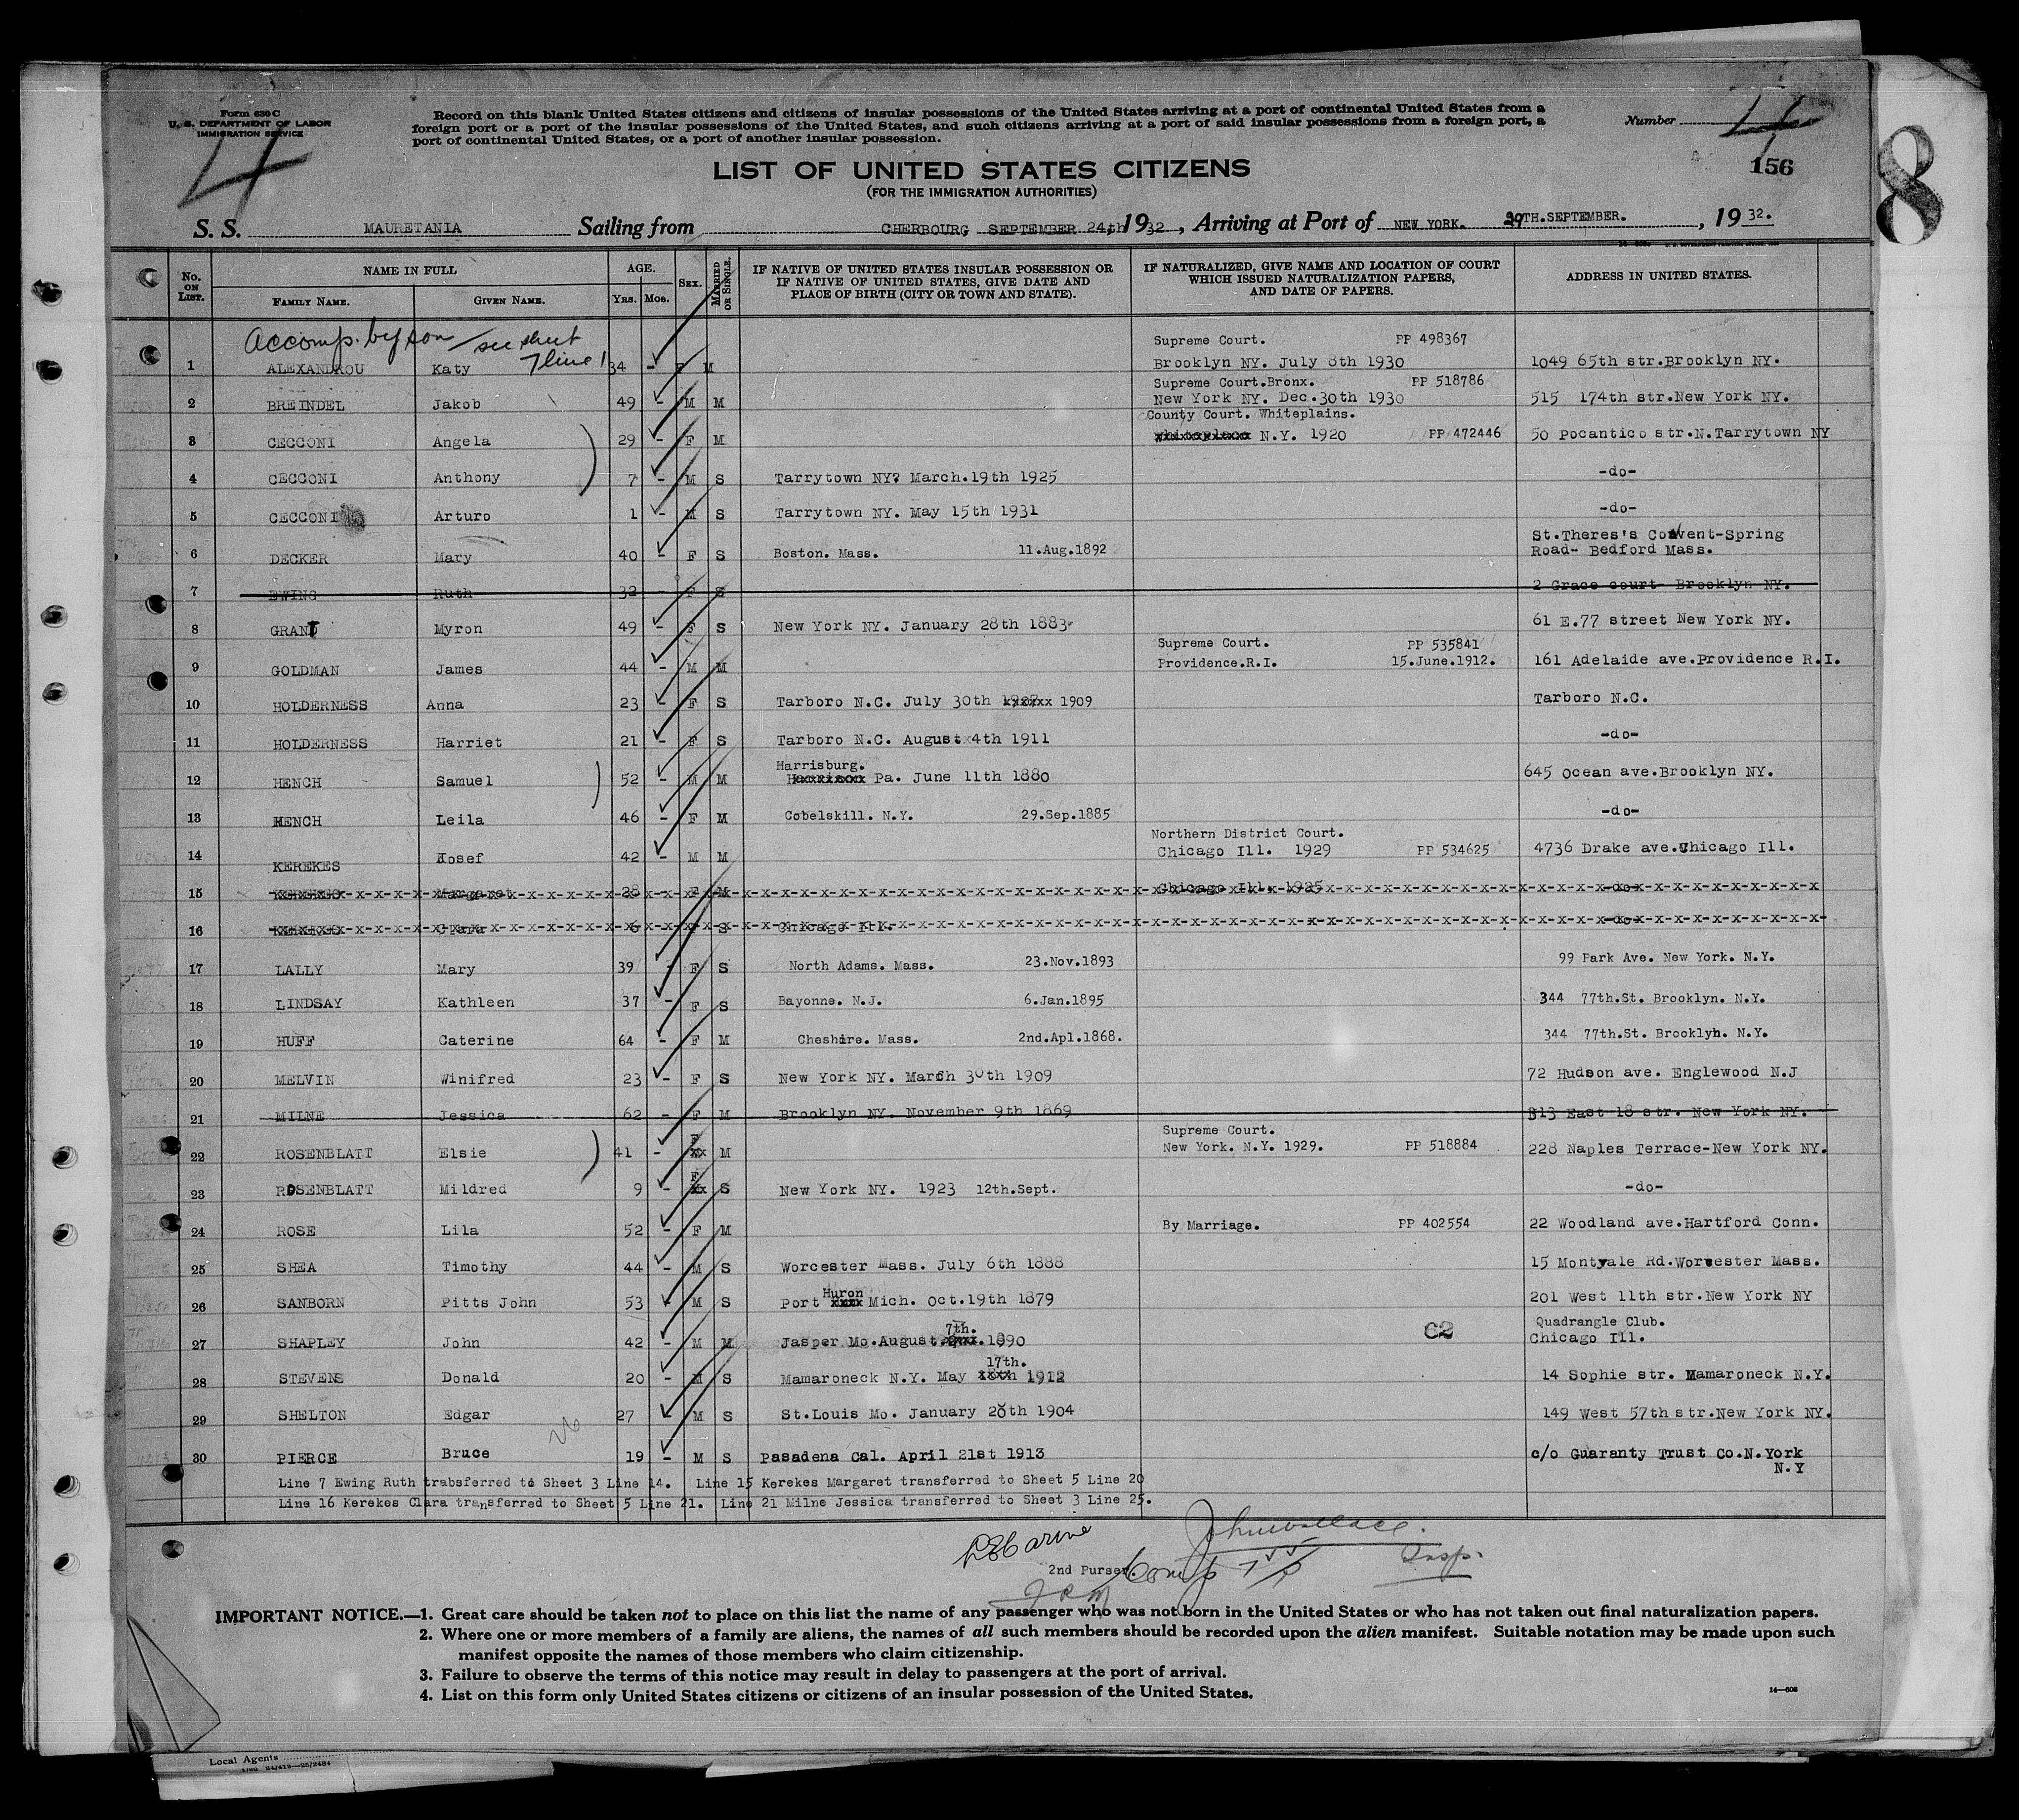 Form 630 C
U. S. DEPARTMENT OF LABOR
IMMIGRATION SERVICE
4
Record on this blank United States citizens and citizens of insular possessions of the United States arriving at a port of continental United States from a
foreign port or a port of the insular possessions of the United States, and such citizens arriving at a port of said insular possessions from a foreign port, a
port of continental United States, or a port of another insular possession.
Number 4
156
8
LIST OF UNITED STATES CITIZENS
(FOR THE IMMIGRATION AUTHORITIES)
S. S. MAURETANIA Sailing from CHERBOURG SEPTEMBER 24th 1932, Arriving at Port of NEW YORK. TH.SEPTEMBER. , 1932.
No. ON LIST. NAME IN FULL FAMILY NAME. GIVEN NAME. AGE. YRS. MOS. SEX. MARRIED OR SINGLE. IF NATIVE OF UNITED STATES INSULAR POSSESSION OR IF NATIVE OF UNITED STATES, GIVE DATE AND PLACE OF BIRTH (CITY OR TOWN AND STATE). IF NATURALIZED, GIVE NAME AND LOCATION OF COURT WHICH ISSUED NATURALIZATION PAPERS, AND DATE OF PAPERS. ADDRESS IN UNITED STATES.
Accomp. by son see sheet
7 line 1
Supreme Court. PP 498367
1 ALEXANDROU Katy 34 - F M Brooklyn NY. July 8th 1930 1049 65th str.Brooklyn NY.
Supreme Court.Bronx. PP 518786
2 BREINDEL Jakob 49 - M M New York NY. Dec.30th 1930 515 174th str.New York NY.
County Court. Whiteplains.
3 CECCONI Angela 29 - F M N.Y. 1920 PP 472446 50 Pocantico str.N.Tarrytown NY
4 CECCONI Anthony 7 - M S Tarrytown NY? March.19th 1925 -do-
5 CECCONI Arturo 1 - M S Tarrytown NY. May 15th 1931 -do-
St.Theres's Convent-Spring
6 DECKER Mary 40 - F S Boston. Mass. 11.Aug.1892 Road- Bedford Mass.
7 EWING Ruth 32 - F S 2 Grace court- Brooklyn NY.
8 GRANT Myron 49 - F S New York NY. January 28th 1883 61 E.77 street New York NY.
Supreme Court. PP 535841
9 GOLDMAN James 44 - M M Providence.R.I. 15.June.1912. 161 Adelaide ave.Providence R.I.
10 HOLDERNESS Anna 23 - F S Tarboro N.C. July 30th 1909 Tarboro N.C.
11 HOLDERNESS Harriet 21 - F S Tarboro N.C. August 4th 1911 -do-
Harrisburg.
12 HENCH Samuel 52 - M M Pa. June 11th 1880 645 Ocean ave.Brooklyn NY.
13 HENCH Leila 46 - F M Cobelskill. N.Y. 29.Sep.1885 -do-
Northern District Court.
14 KEREKES Josef 42 - M M Chicago Ill. 1929 PP 534625 4736 Drake ave.Chicago Ill.
15 KEREKES Margaret 28 - F M Chicago Ill. 1925 -do-
16 KEREKES Clara 6 - F S Chicago Ill. -do-
17 LALLY Mary 39 - F S North Adams. Mass. 23.Nov.1893 99 Park Ave. New York. N.Y.
18 LINDSAY Kathleen 37 - F S Bayonne. N.J. 6.Jan.1895 344 77th.St. Brooklyn. N.Y.
19 HUFF Caterine 64 - F M Cheshire. Mass. 2nd.Apl.1868. 344 77th.St. Brooklyn. N.Y.
20 MELVIN Winifred 23 - F S New York NY. March 30th 1909 72 Hudson ave. Englewood N.J
21 MILNE Jessica 62 - F M Brooklyn NY. November 9th 1869 313 East 18 str. New York NY.
Supreme Court.
22 ROSENBLATT Elsie 41 - F M New York. N.Y. 1929. PP 518884 228 Naples Terrace-New York NY.
23 ROSENBLATT Mildred 9 - F S New York NY. 1923 12th.Sept. -do-
24 ROSE Lila 52 - F M By Marriage. PP 402554 22 Woodland ave.Hartford Conn.
25 SHEA Timothy 44 - M S Worcester Mass. July 6th 1888 15 Montvale Rd.Worcester Mass.
26 SANBORN Pitts John 53 - M S Port Huron Mich. Oct.19th 1879 201 West 11th str.New York NY
Quadrangle Club.
27 SHAPLEY John 42 - M M Jasper Mo.August 7th. 1890 C2 Chicago Ill.
28 STEVENS Donald 20 - M S Mamaroneck N.Y. May 17th. 1912 14 Sophie str. Mamaroneck N.Y.
29 SHELTON Edgar 27 - M S St.Louis Mo. January 28th 1904 149 West 57th str.New York NY.
26
30 PIERCE Bruce 19 - M S Pasadena Cal. April 21st 1913 c/o Guaranty Trust Co.N.York
N.Y
Line 7 Ewing Ruth trabsferred to Sheet 3 Line 14. Line 15 Kerekes Margaret transferred to Sheet 5 Line 20
Line 16 Kerekes Clara transferred to Sheet 5 Line 21. Line 21 Milne Jessica transferred to Sheet 3 Line 25.
John Wallace.
Insp.
2nd Purser.
IMPORTANT NOTICE.—1. Great care should be taken not to place on this list the name of any passenger who was not born in the United States or who has not taken out final naturalization papers.
2. Where one or more members of a family are aliens, the names of all such members should be recorded upon the alien manifest. Suitable notation may be made upon such
manifest opposite the names of those members who claim citizenship.
3. Failure to observe the terms of this notice may result in delay to passengers at the port of arrival.
4. List on this form only United States citizens or citizens of an insular possession of the United States.
14—808
Local Agents